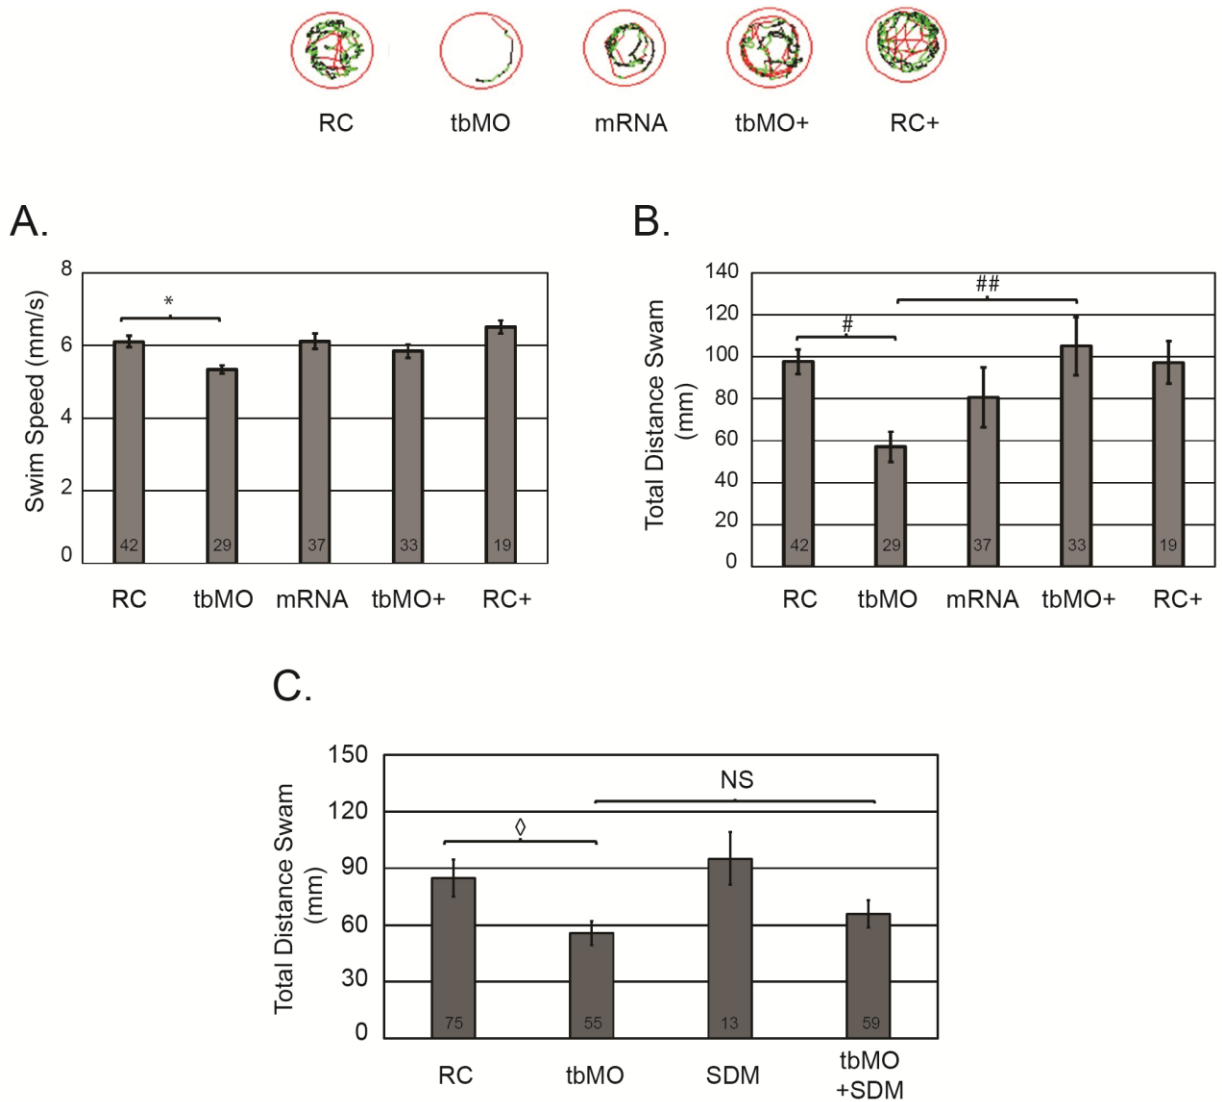 RC tbMO mRNA tbMO+ RC+
A.
Swim Speed (mm/s)
8
6
4
2
0
*
42 29 37 33 19
RC tbMO mRNA tbMO+ RC+
B.
Total Distance Swam
(mm)
140
120
100
80
60
40
20
0
#
##
42 29 37 33 19
RC tbMO mRNA tbMO+ RC+
C.
Total Distance Swam
(mm)
150
120
90
60
30
0
◊
NS
75 55 13 59
RC tbMO SDM tbMO
+SDM